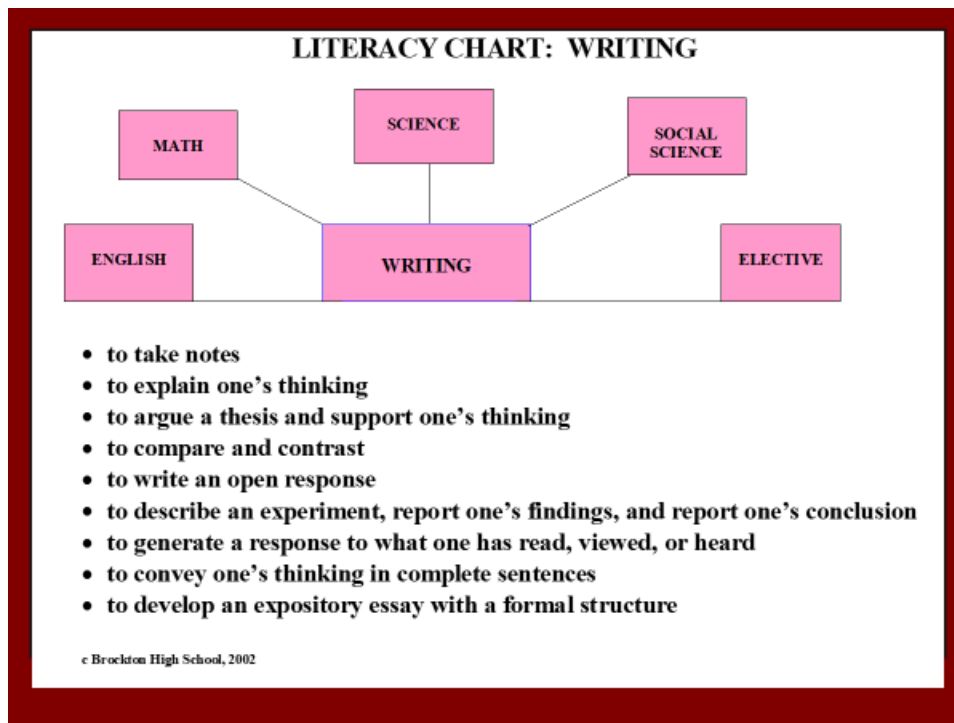 LITERACY CHART: WRITING
SCIENCE
MATH
SOCIAL
SCIENCE
ENGLISH
WRITING
ELECTIVE
• to take notes
• to explain one’s thinking
• to argue a thesis and support one’s thinking
• to compare and contrast
• to write an open response
• to describe an experiment, report one’s findings, and report one’s conclusion
• to generate a response to what one has read, viewed, or heard
• to convey one’s thinking in complete sentences
• to develop an expository essay with a formal structure
c Brockton High School, 2002